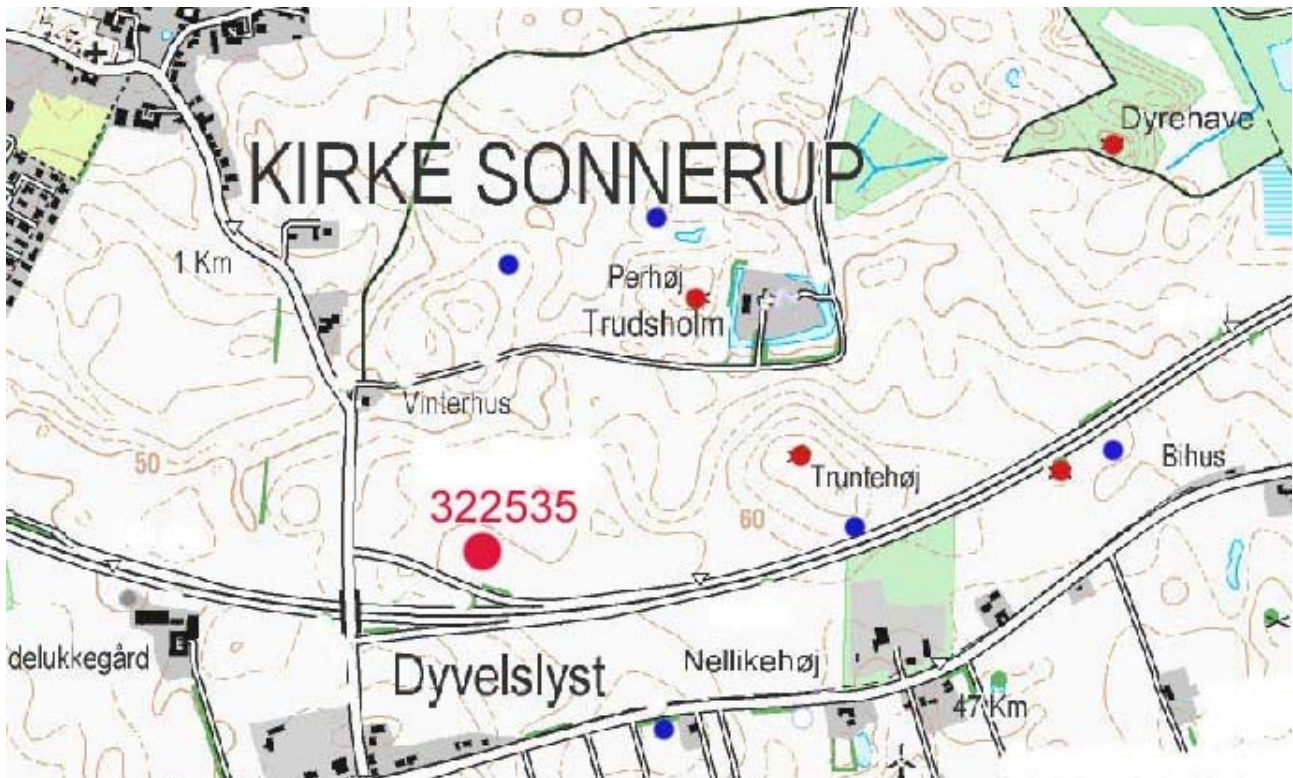 Dyrehave
KIRKE SONNERUP
1 Km
Perhøj
Trudsholm
Vinterhus
50
Truntehøj
Bihus
322535
60
delukkegård
Dyvelslyst
Nellikehøj
47 Km